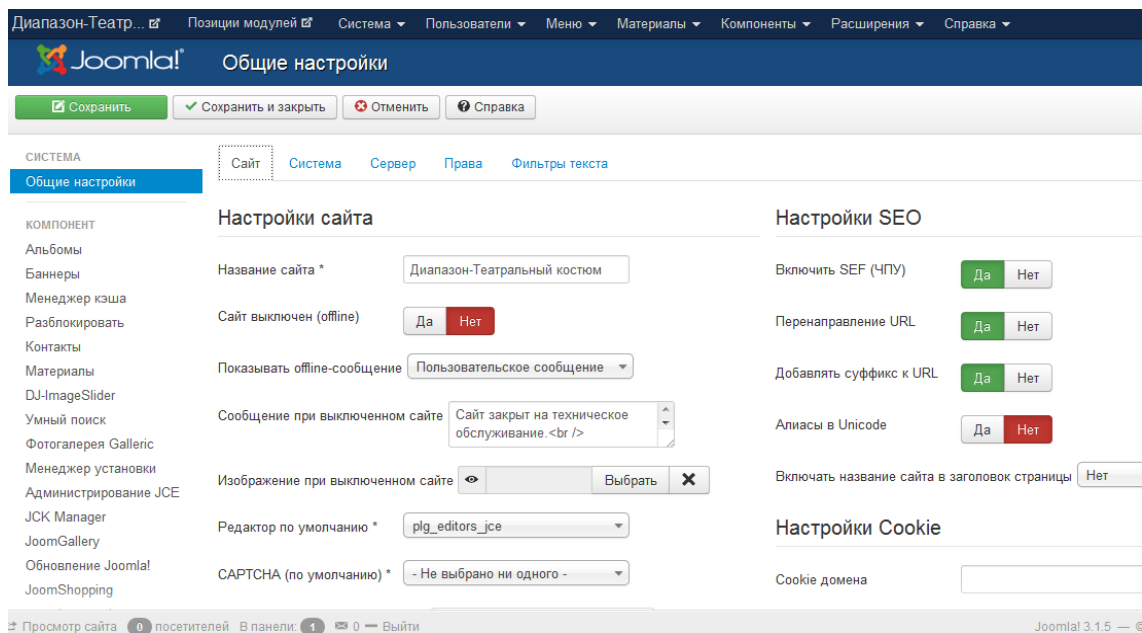 Диапазон-Театр... Позиции модулей Система Пользователи Меню Материалы Компоненты Расширения Справка
Joomla! Общие настройки
Сохранить Сохранить и закрыть Отменить Справка
СИСТЕМА
Общие настройки
КОМПОНЕНТ
Альбомы
Баннеры
Менеджер кэша
Разблокировать
Контакты
Материалы
DJ-ImageSlider
Умный поиск
Фотогалерея Galleric
Менеджер установки
Администрирование JCE
JCK Manager
JoomGallery
Обновление Joomla!
JoomShopping
Сайт Система Сервер Права Фильтры текста
Настройки сайта
Название сайта * Диапазон-Театральный костюм
Сайт выключен (offline) Да Нет
Показывать offline-сообщение Пользовательское сообщение
Сообщение при выключенном сайте Сайт закрыт на техническое
обслуживание.<br />
Изображение при выключенном сайте Выбрать
Редактор по умолчанию * plg_editors_jce
CAPTCHA (по умолчанию) * - Не выбрано ни одного -
Настройки SEO
Включить SEF (ЧПУ) Да Нет
Перенаправление URL Да Нет
Добавлять суффикс к URL Да Нет
Алиасы в Unicode Да Нет
Включать название сайта в заголовок страницы Нет
Настройки Cookie
Cookie домена
Просмотр сайта 0 посетителей В панели: 1 0 — Выйти
Joomla! 3.1.5 — ©